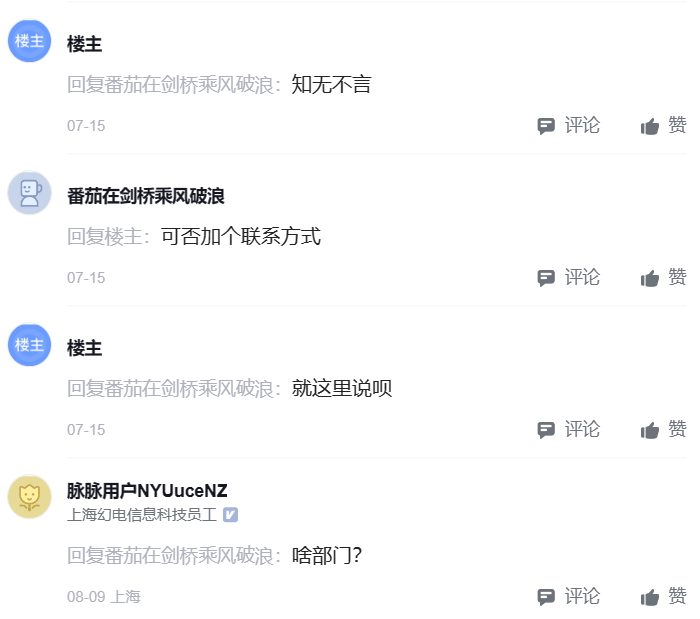 楼主
楼主
回复番茄在剑桥乘风破浪：知无不言
07-15 评论 赞
番茄在剑桥乘风破浪
回复楼主：可否加个联系方式
07-15 评论 赞
楼主
楼主
回复番茄在剑桥乘风破浪：就这里说呗
07-15 评论 赞
脉脉用户NYUuceNZ
上海幻电信息科技员工
回复番茄在剑桥乘风破浪：啥部门？
08-09 上海 评论 赞